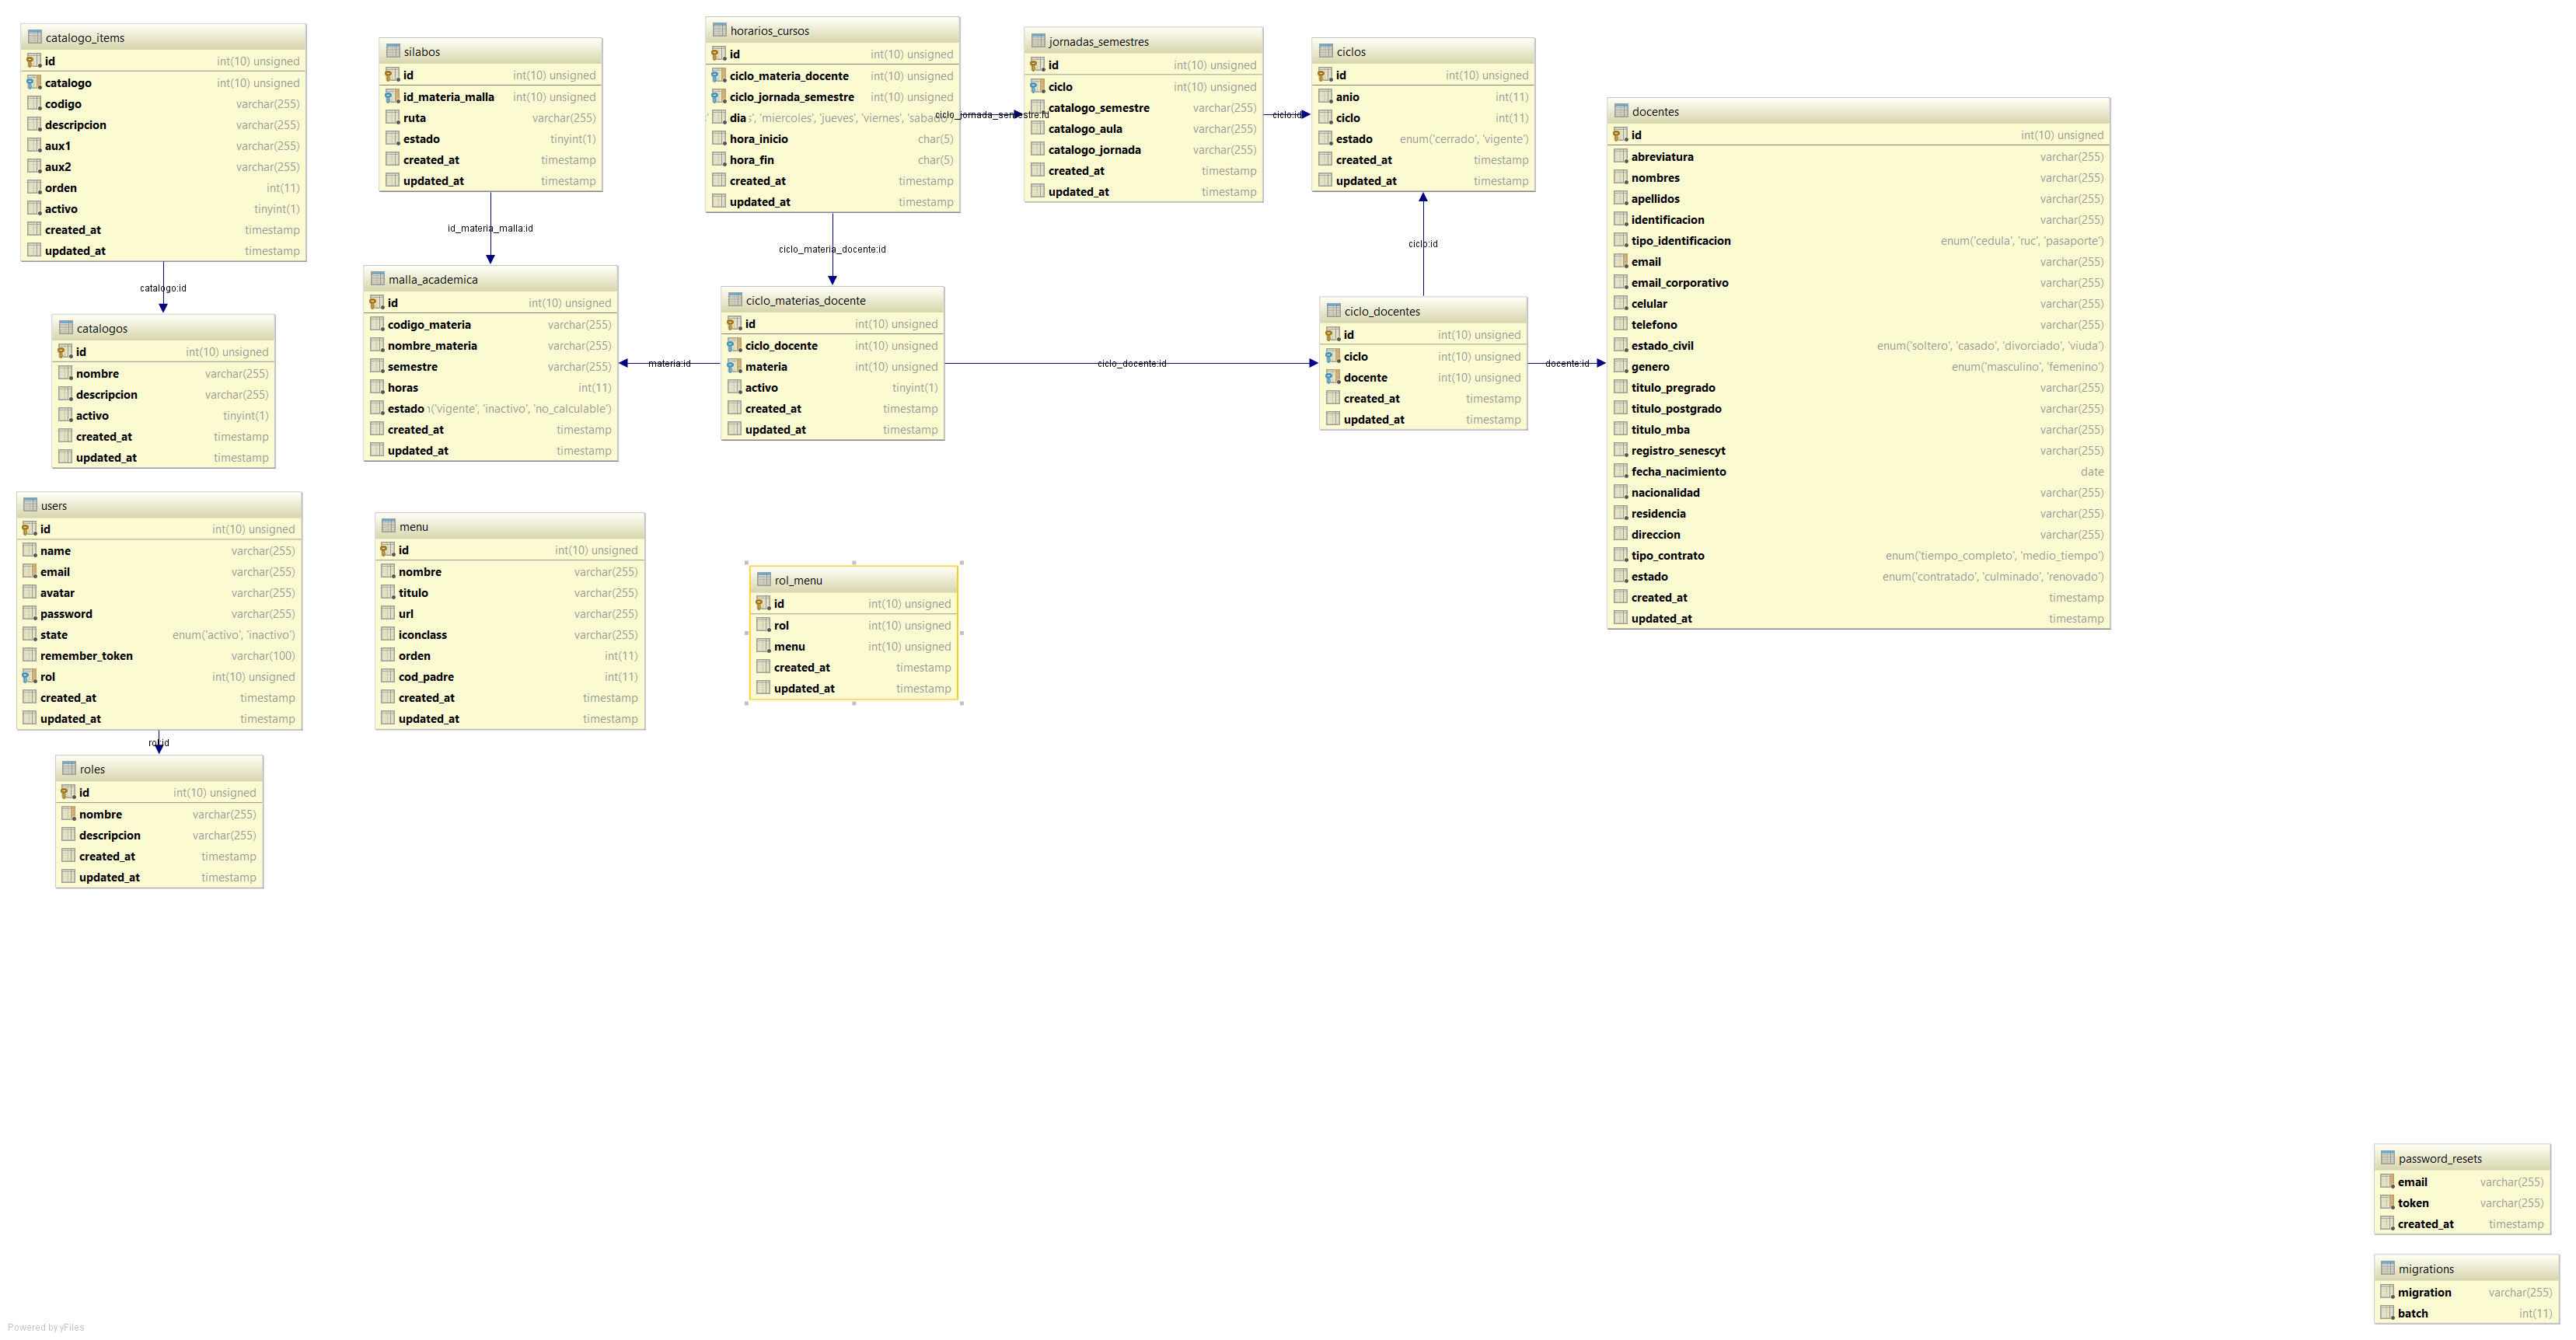 catalogo_items
id int(10) unsigned
catalogo int(10) unsigned
codigo varchar(255)
descripcion varchar(255)
aux1 varchar(255)
aux2 varchar(255)
orden int(11)
activo tinyint(1)
created_at timestamp
updated_at timestamp
catalogo:id
catalogos
id int(10) unsigned
nombre varchar(255)
descripcion varchar(255)
activo tinyint(1)
created_at timestamp
updated_at timestamp
silabos
id int(10) unsigned
id_materia_malla int(10) unsigned
ruta varchar(255)
estado tinyint(1)
created_at timestamp
updated_at timestamp
id_materia_malla:id
malla_academica
id int(10) unsigned
codigo_materia varchar(255)
nombre_materia varchar(255)
semestre varchar(255)
horas int(11)
estado ('vigente', 'inactivo', 'no_calculable')
created_at timestamp
updated_at timestamp
horarios_cursos
id int(10) unsigned
ciclo_materia_docente int(10) unsigned
ciclo_jornada_semestre int(10) unsigned
dia 'miercoles', 'jueves', 'viernes', 'sabado')
hora_inicio char(5)
hora_fin char(5)
created_at timestamp
updated_at timestamp
ciclo_jornada_semestre:id
ciclo_materia_docente:id
ciclo_materias_docente
id int(10) unsigned
ciclo_docente int(10) unsigned
materia int(10) unsigned
activo tinyint(1)
created_at timestamp
updated_at timestamp
materia:id
ciclo_docente:id
jornadas_semestres
id int(10) unsigned
ciclo int(10) unsigned
catalogo_semestre varchar(255)
catalogo_aula varchar(255)
catalogo_jornada varchar(255)
created_at timestamp
updated_at timestamp
ciclo:id
ciclos
id int(10) unsigned
anio int(11)
ciclo int(11)
estado enum('cerrado', 'vigente')
created_at timestamp
updated_at timestamp
ciclo:id
ciclo_docentes
id int(10) unsigned
ciclo int(10) unsigned
docente int(10) unsigned
created_at timestamp
updated_at timestamp
docente:id
docentes
id int(10) unsigned
abreviatura varchar(255)
nombres varchar(255)
apellidos varchar(255)
identificacion varchar(255)
tipo_identificacion enum('cedula', 'ruc', 'pasaporte')
email varchar(255)
email_corporativo varchar(255)
celular varchar(255)
telefono varchar(255)
estado_civil enum('soltero', 'casado', 'divorciado', 'viuda')
genero enum('masculino', 'femenino')
titulo_pregrado varchar(255)
titulo_postgrado varchar(255)
titulo_mba varchar(255)
registro_senescyt varchar(255)
fecha_nacimiento date
nacionalidad varchar(255)
residencia varchar(255)
direccion varchar(255)
tipo_contrato enum('tiempo_completo', 'medio_tiempo')
estado enum('contratado', 'culminado', 'renovado')
created_at timestamp
updated_at timestamp
users
id int(10) unsigned
name varchar(255)
email varchar(255)
avatar varchar(255)
password varchar(255)
state enum('activo', 'inactivo')
remember_token varchar(100)
rol int(10) unsigned
created_at timestamp
updated_at timestamp
rol:id
roles
id int(10) unsigned
nombre varchar(255)
descripcion varchar(255)
created_at timestamp
updated_at timestamp
menu
id int(10) unsigned
nombre varchar(255)
titulo varchar(255)
url varchar(255)
iconclass varchar(255)
orden int(11)
cod_padre int(11)
created_at timestamp
updated_at timestamp
rol_menu
id int(10) unsigned
rol int(10) unsigned
menu int(10) unsigned
created_at timestamp
updated_at timestamp
password_resets
email varchar(255)
token varchar(255)
created_at timestamp
migrations
migration varchar(255)
batch int(11)
Powered by yFiles